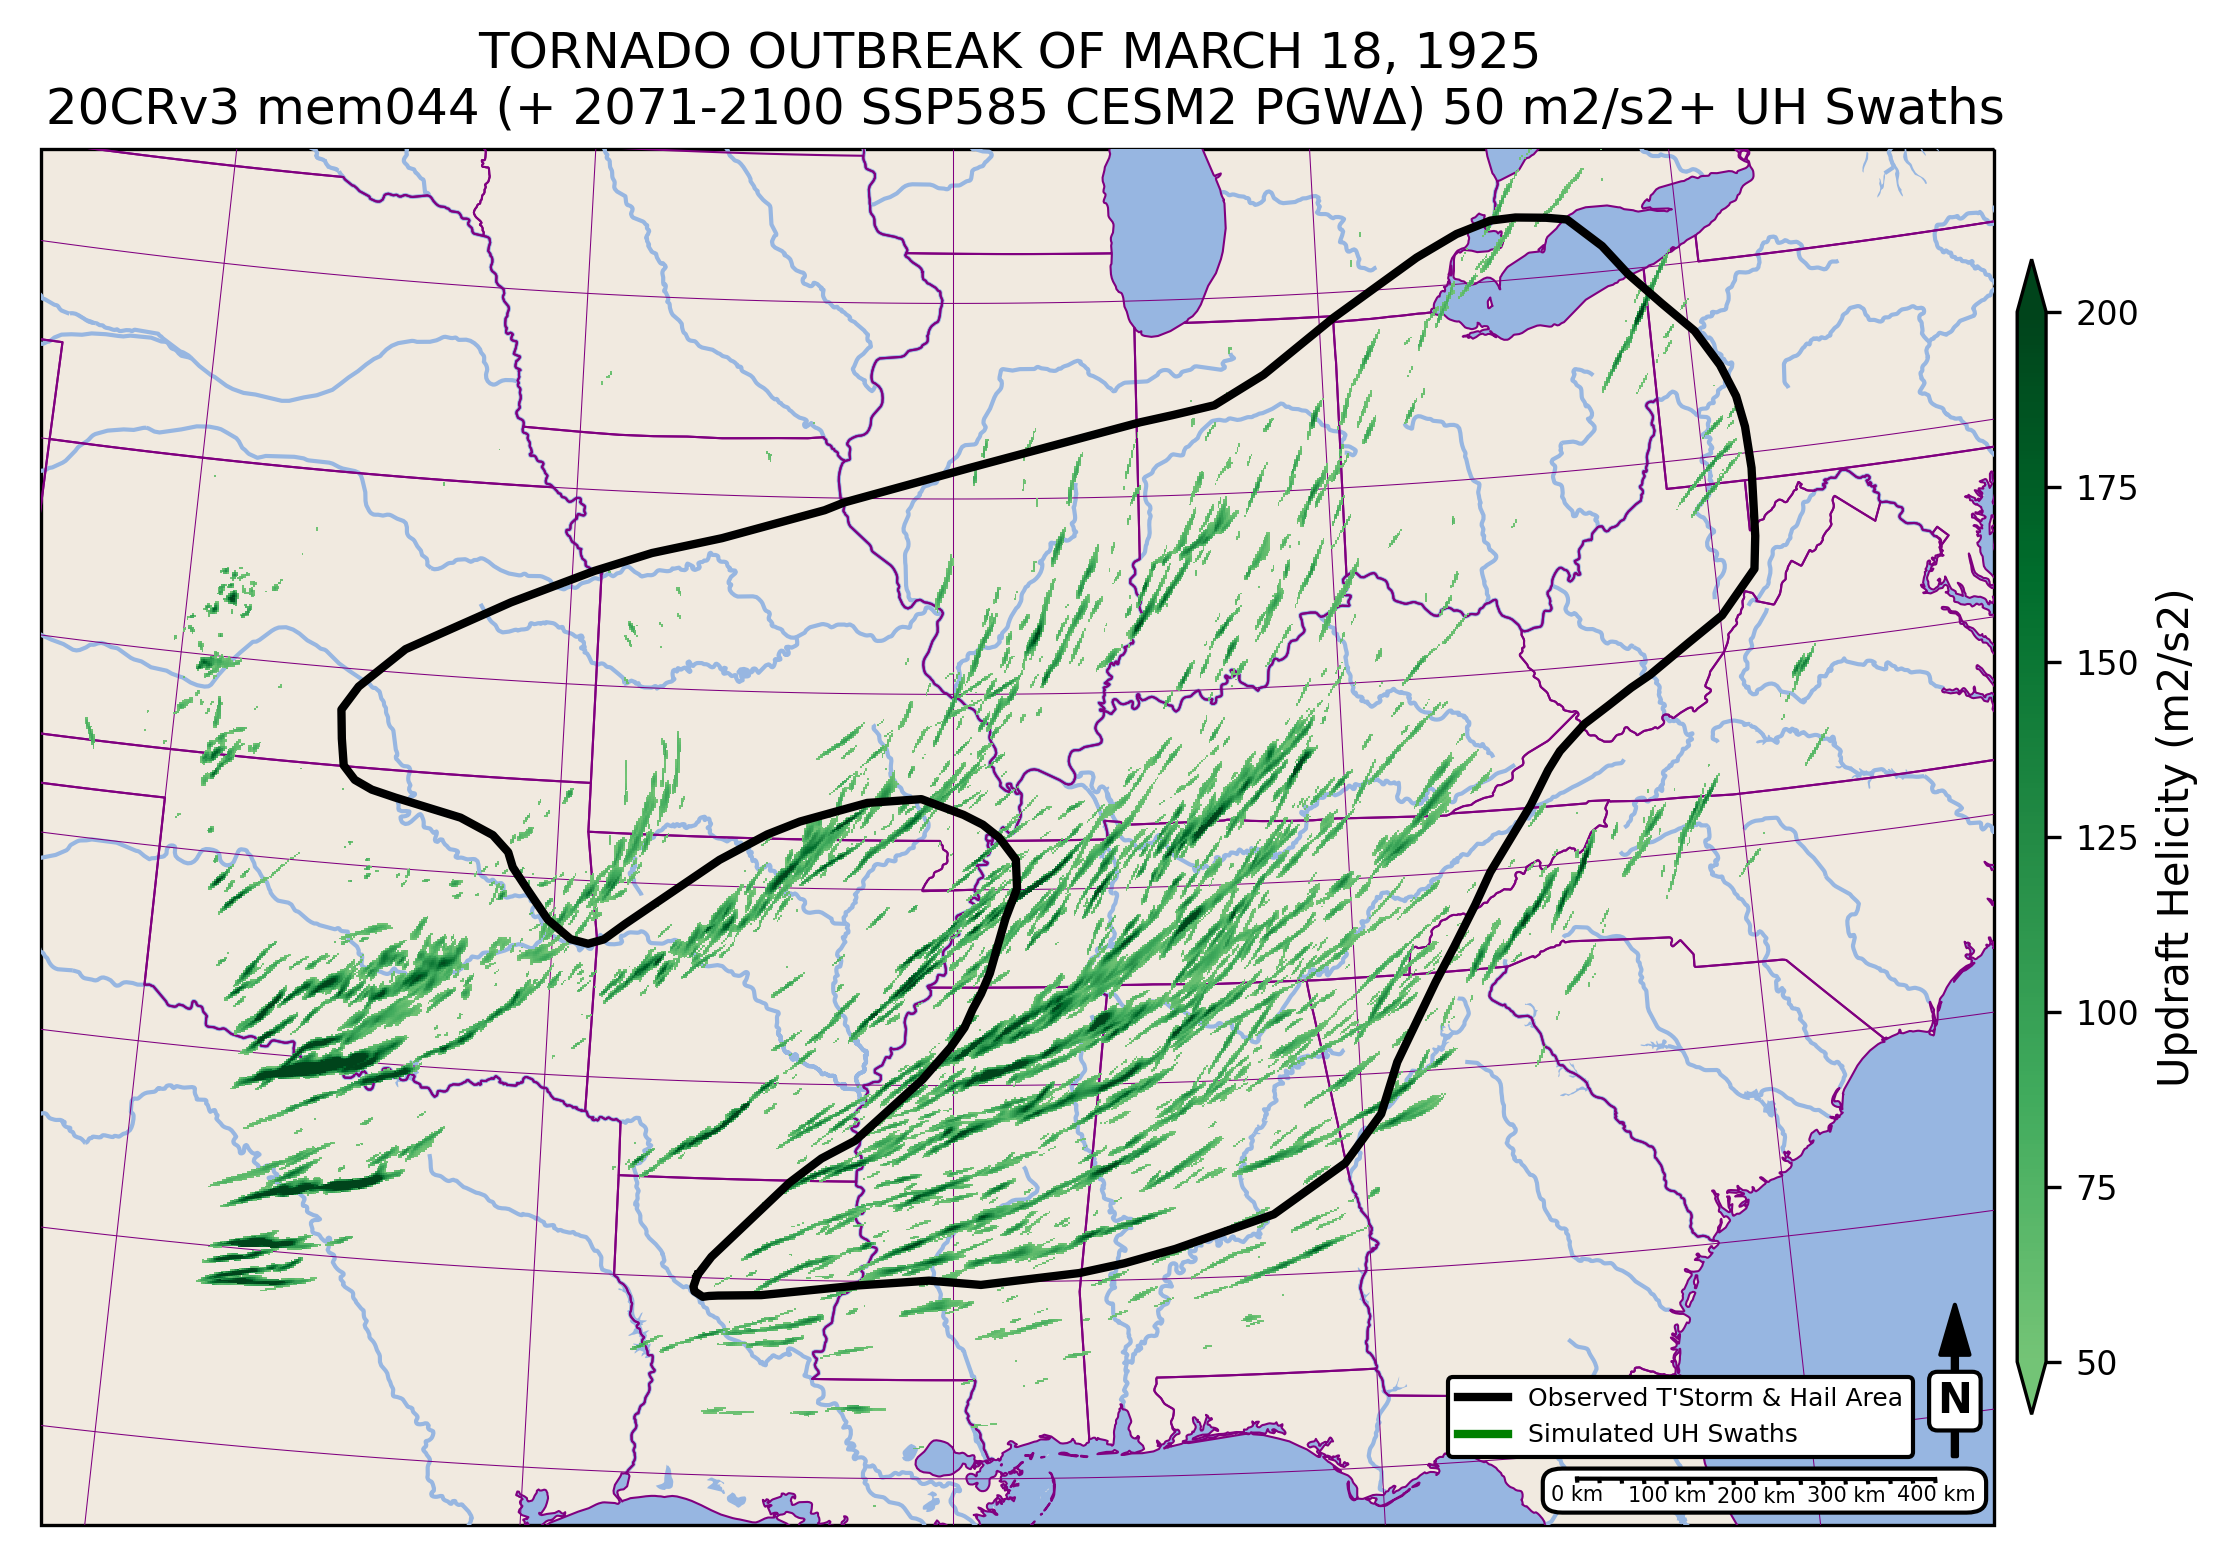 TORNADO OUTBREAK OF MARCH 18, 1925
20CRv3 mem044 (+ 2071-2100 SSP585 CESM2 PGWΔ) 50 m2/s2+ UH Swaths
200
175
150
125
100
75
50
Updraft Helicity (m2/s2)
Observed T'Storm & Hail Area
Simulated UH Swaths
N
0 km 100 km 200 km 300 km 400 km